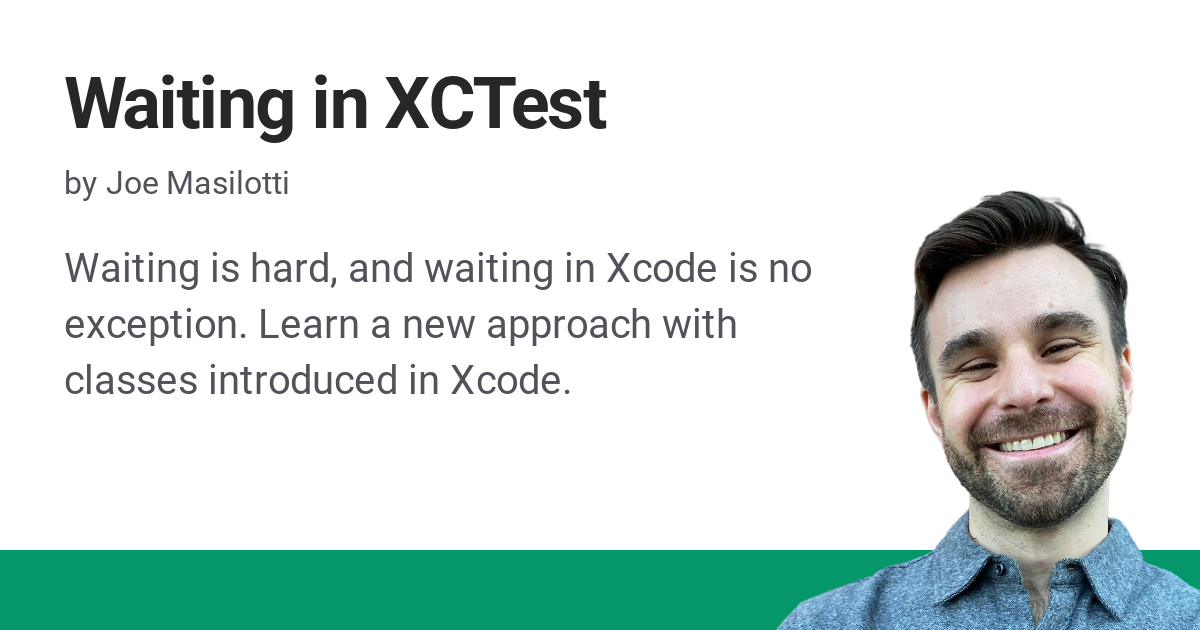 Waiting in XCTest
by Joe Masilotti
Waiting is hard, and waiting in Xcode is no
exception. Learn a new approach with
classes introduced in Xcode.